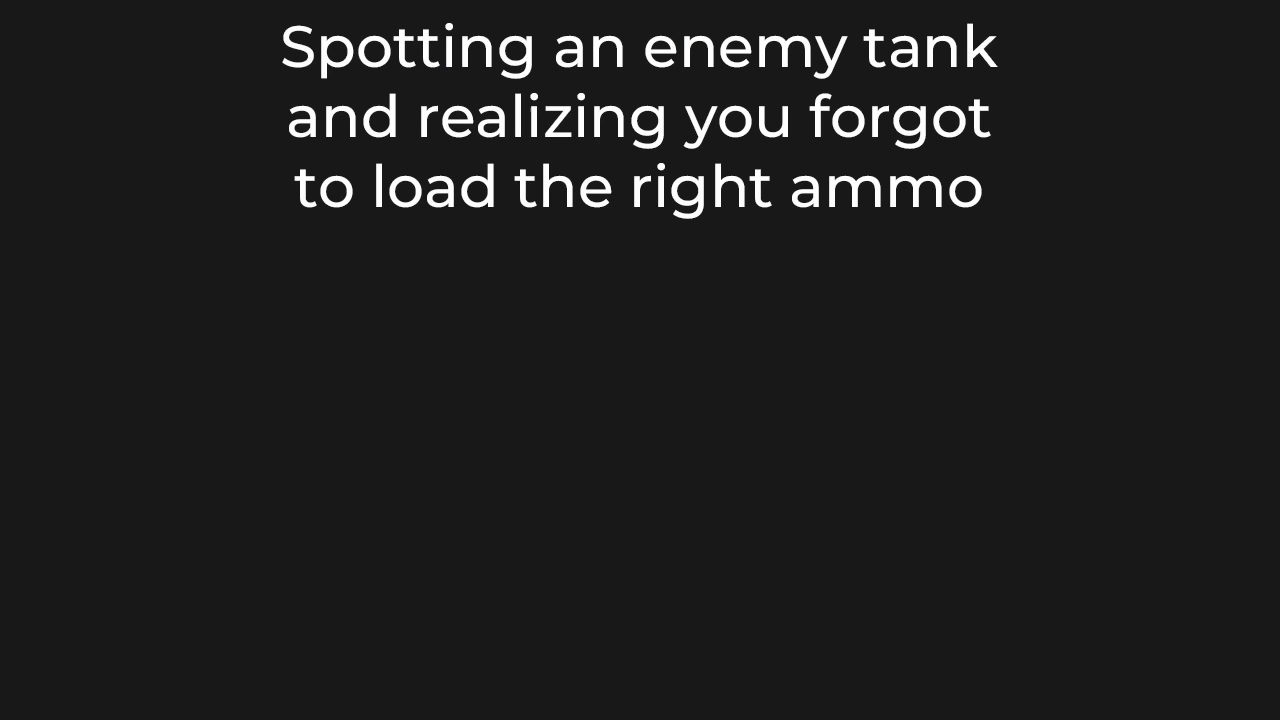 Spotting an enemy tank
and realizing you forgot
to load the right ammo